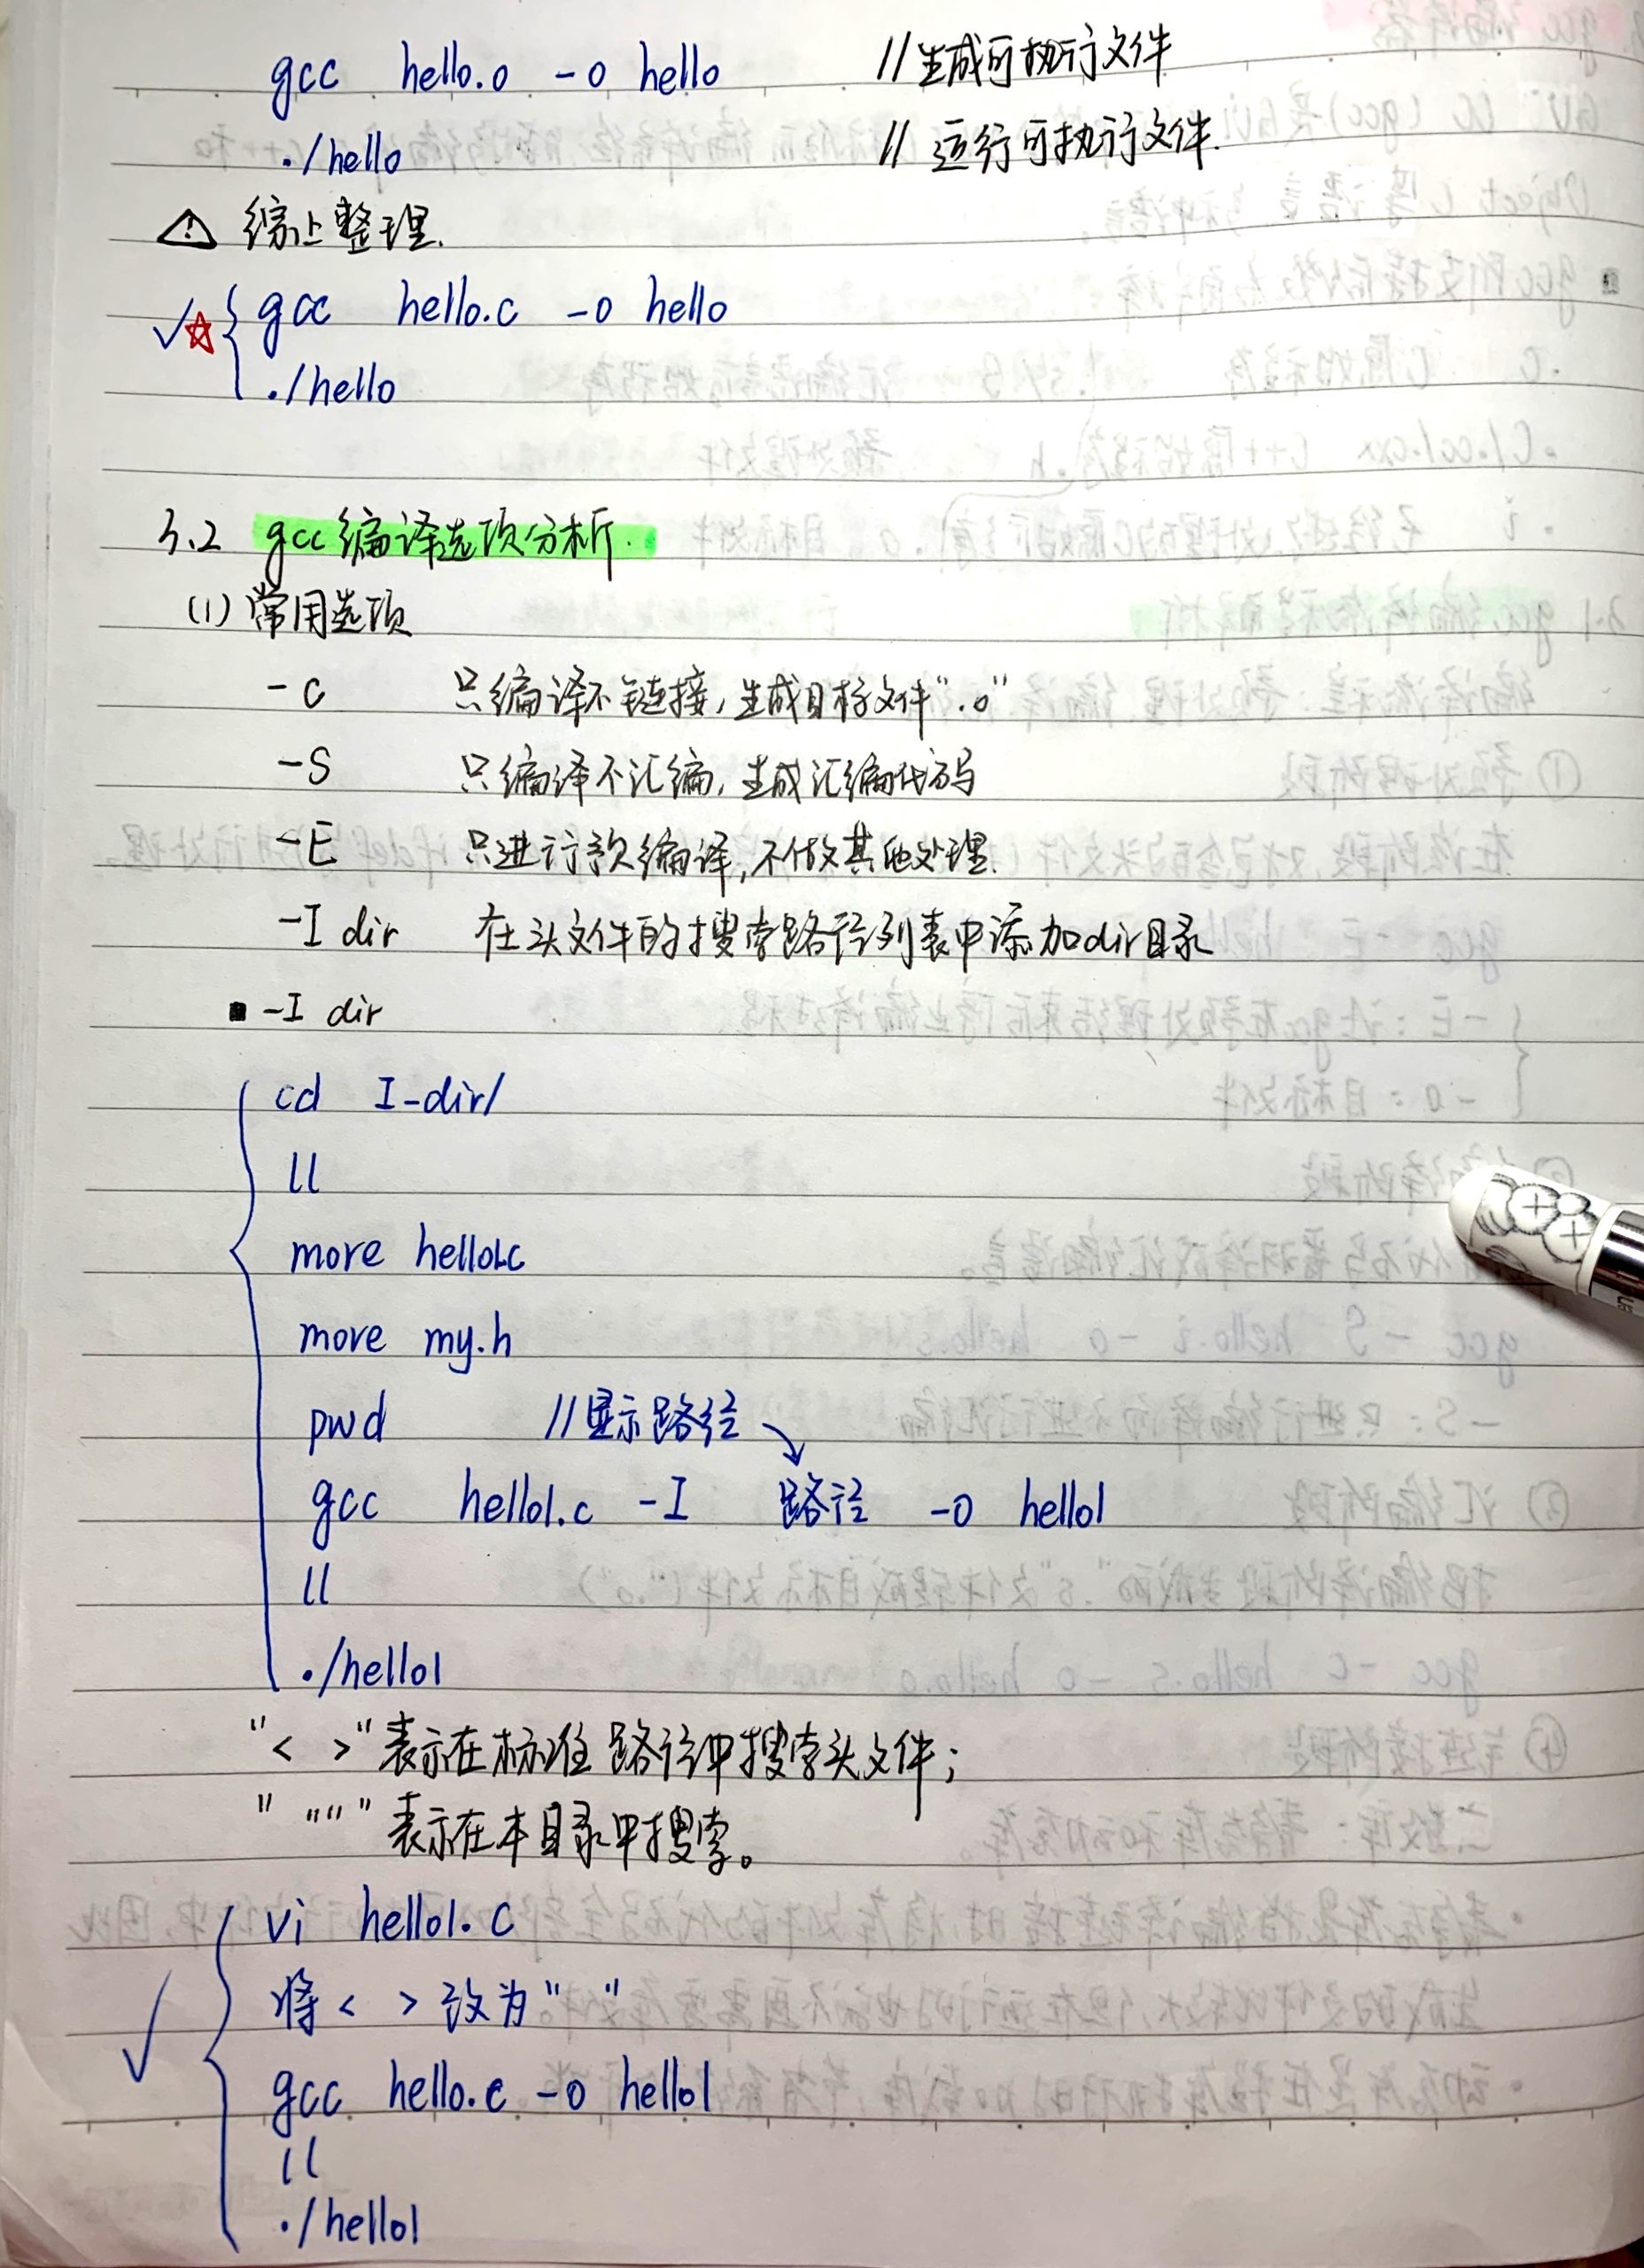 gcc hello.o -o hello //生成可执行文件
./hello //运行可执行文件.
综上整理.
gcc hello.c -o hello
./hello
3.2 gcc编译选项分析.
(1)常用选项
-c 只编译不链接,生成目标文件".o"
-S 只编译不汇编,生成汇编代码
-E 只进行预编译,不做其他处理.
-I dir 在头文件的搜索路径列表中添加dir目录
-I dir
cd I-dir/
ll
more hello1.c
more my.h
pwd //显示路径
gcc hello1.c -I 路径 -o hello1
ll
./hello1
"< >"表示在标准路径中搜索头文件;
" "" "表示在本目录中搜索。
vi hello1.c
将< >改为" "
gcc hello.c -o hello1
ll
./hello1